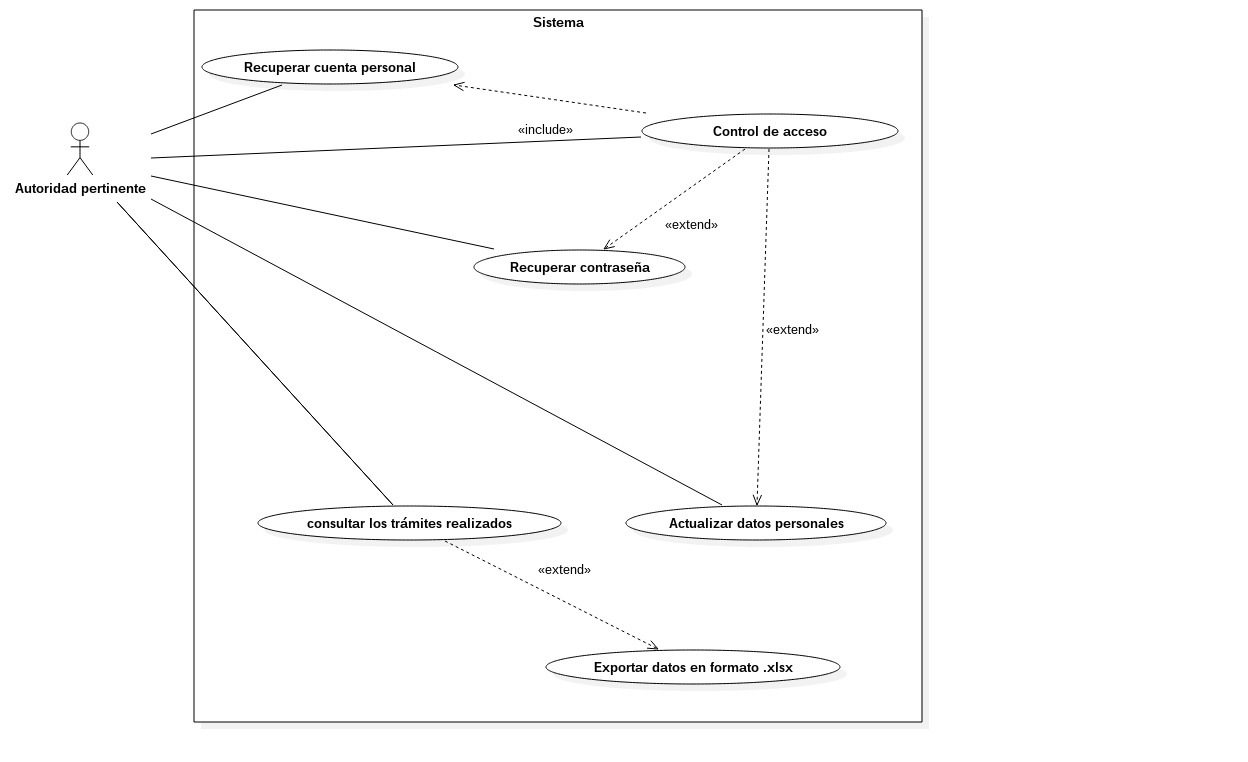 Sistema
Recuperar cuenta personal
«include»
Control de acceso
Autoridad pertinente
«extend»
Recuperar contraseña
«extend»
consultar los trámites realizados
Actualizar datos personales
«extend»
Exportar datos en formato .xlsx